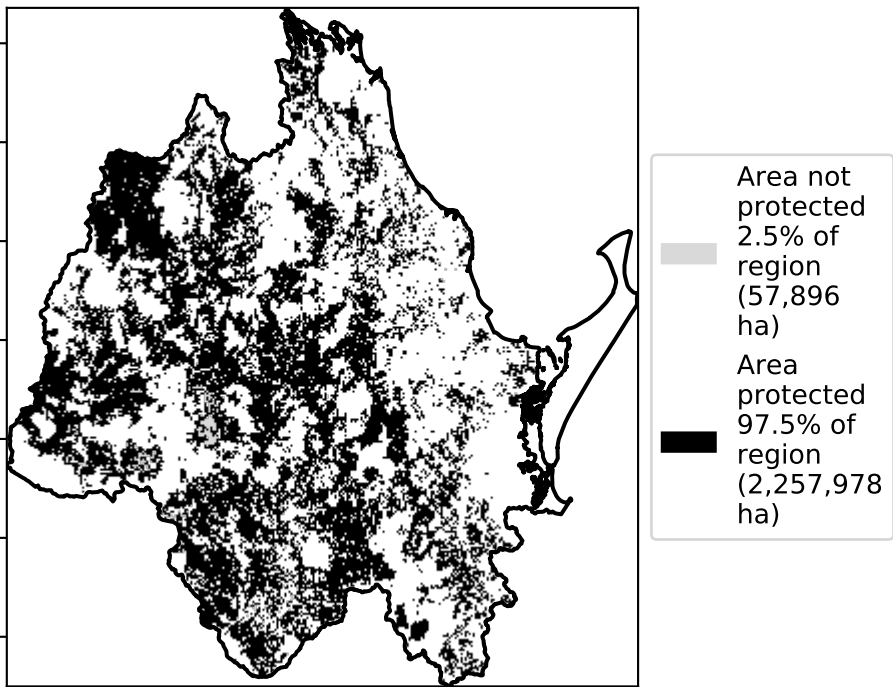 Area not
protected
2.5% of
region
(57,896
ha)
Area
protected
97.5% of
region
(2,257,978
ha)